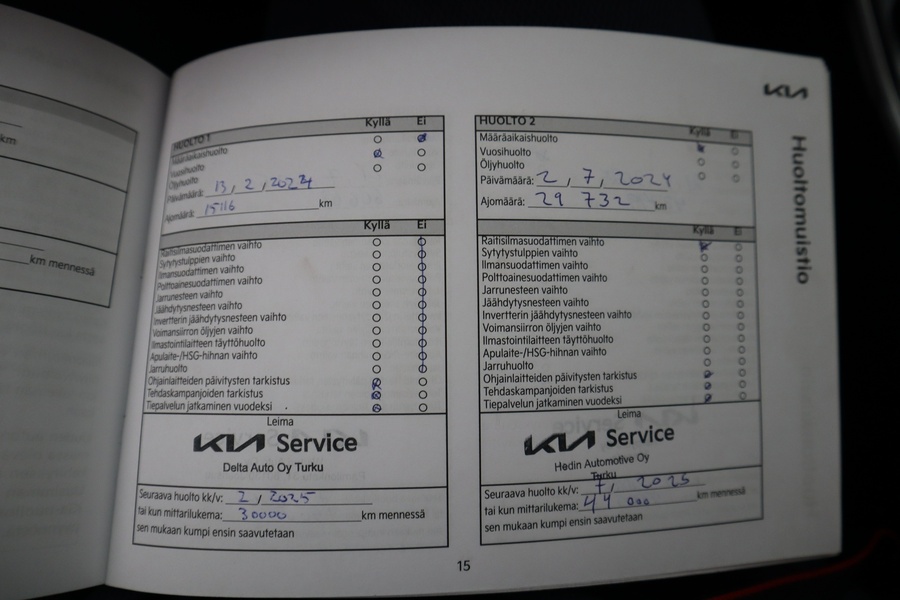 km
km mennessä
HUOLTO 1 Kyllä Ei
Määräaikaishuolto
Vuosihuolto
Öljyhuolto
Päivämäärä: 13, 2, 2024
Ajomäärä: 15116 km
Kyllä Ei
Raitisilmasuodattimen vaihto
Sytytystulppien vaihto
Ilmansuodattimen vaihto
Polttoainesuodattimen vaihto
Jarrunesteen vaihto
Jäähdytysnesteen vaihto
Invertterin jäähdytysnesteen vaihto
Voimansiirron öljyjen vaihto
Ilmastointilaitteen täyttöhuolto
Apulaite-/HSG-hihnan vaihto
Jarruhuolto
Ohjainlaitteiden päivitysten tarkistus
Tehdaskampanjoiden tarkistus
Tiepalvelun jatkaminen vuodeksi
Leima
KIA Service
Delta Auto Oy Turku
Seuraava huolto kk/v: 2, 2025
tai kun mittarilukema: 30000 km mennessä
sen mukaan kumpi ensin saavutetaan
HUOLTO 2 Kyllä Ei
Määräaikaishuolto
Vuosihuolto
Öljyhuolto
Päivämäärä: 2, 7, 2024
Ajomäärä: 29 732 km
Kyllä Ei
Raitisilmasuodattimen vaihto
Sytytystulppien vaihto
Ilmansuodattimen vaihto
Polttoainesuodattimen vaihto
Jarrunesteen vaihto
Jäähdytysnesteen vaihto
Invertterin jäähdytysnesteen vaihto
Voimansiirron öljyjen vaihto
Ilmastointilaitteen täyttöhuolto
Apulaite-/HSG-hihnan vaihto
Jarruhuolto
Ohjainlaitteiden päivitysten tarkistus
Tehdaskampanjoiden tarkistus
Tiepalvelun jatkaminen vuodeksi
Leima
KIA Service
Hedin Automotive Oy
Turku
Seuraava huolto kk/v: 7, 2025
tai kun mittarilukema: 44 000 km mennessä
sen mukaan kumpi ensin saavutetaan
KIA
Huoltomuistio
15